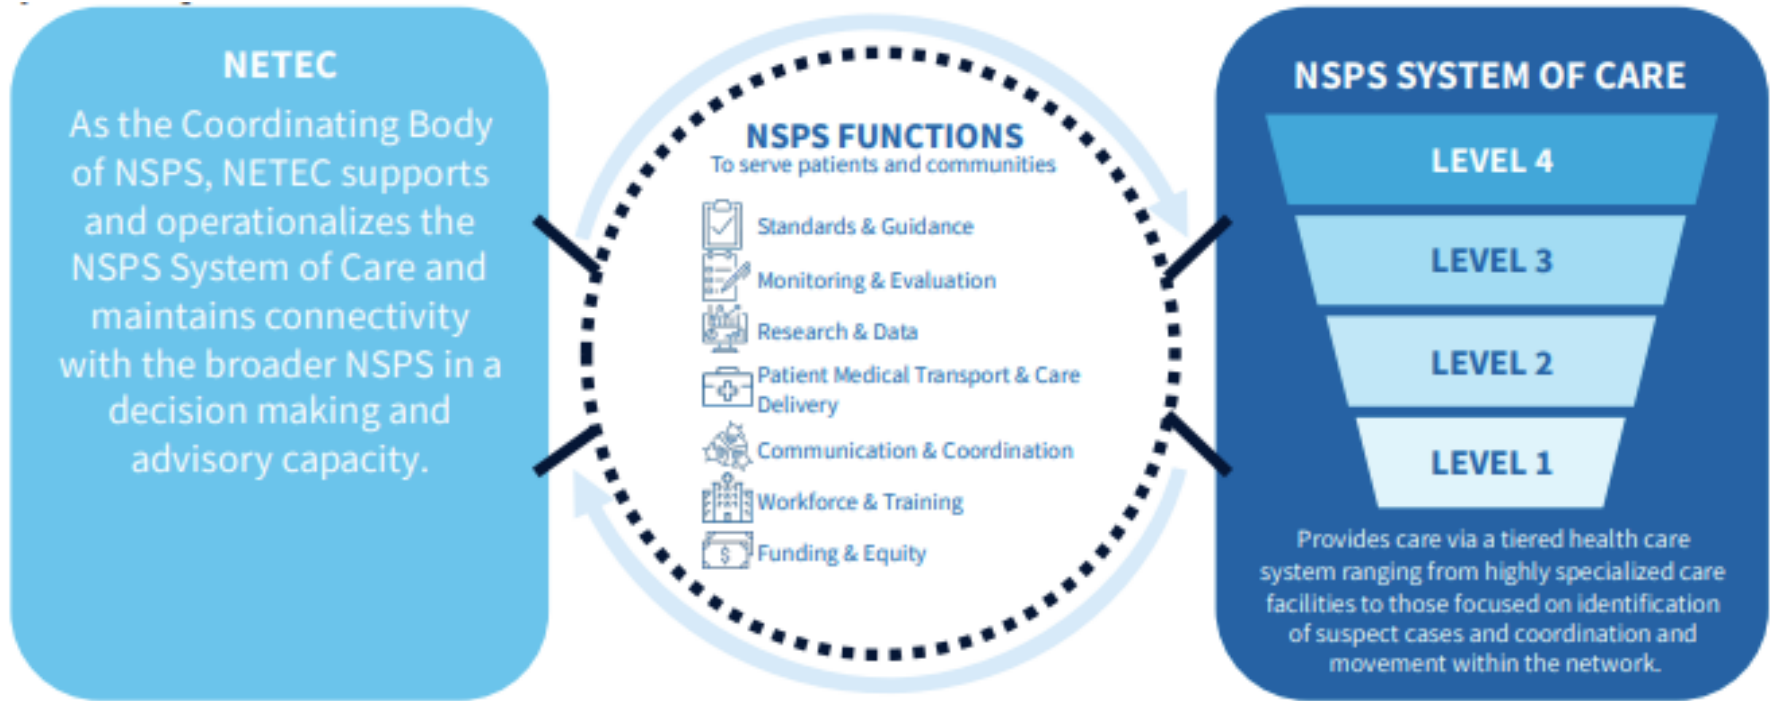 NETEC
As the Coordinating Body
of NSPS, NETEC supports
and operationalizes the
NSPS System of Care and
maintains connectivity
with the broader NSPS in a
decision making and
advisory capacity.
NSPS FUNCTIONS
To serve patients and communities
Standards & Guidance
Monitoring & Evaluation
Research & Data
Patient Medical Transport & Care
Delivery
Communication & Coordination
Workforce & Training
$
Funding & Equity
NSPS SYSTEM OF CARE
LEVEL 4
LEVEL 3
LEVEL 2
LEVEL 1
Provides care via a tiered health care
system ranging from highly specialized care
facilities to those focused on identification
of suspect cases and coordination and
movement within the network.